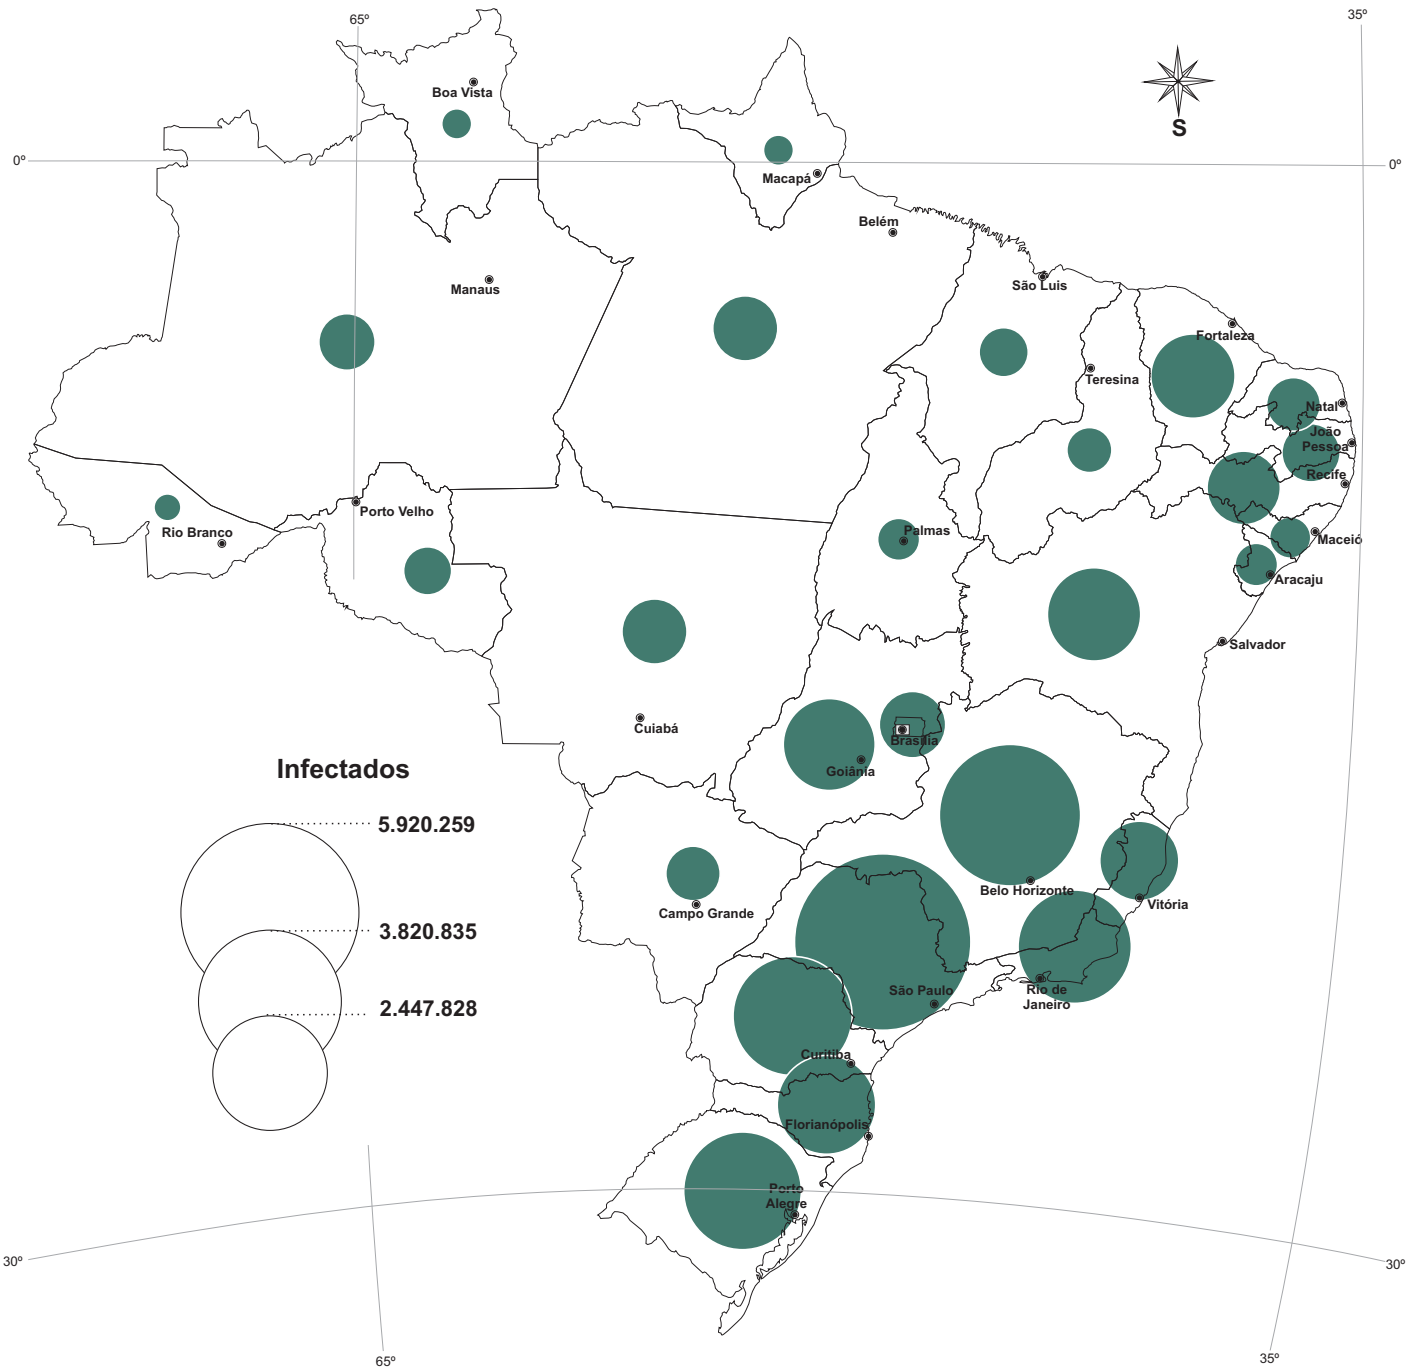 65º
35º
Boa Vista
S
0º
0º
Macapá
Belém
São Luis
Manaus
Fortaleza
Teresina
Natal
João
Pessoa
Recife
Porto Velho
Rio Branco
Palmas
Maceió
Aracaju
Salvador
Cuiabá
Brasília
Goiânia
Infectados
5.920.259
3.820.835
2.447.828
Belo Horizonte
Vitória
Campo Grande
São Paulo
Rio de
Janeiro
Curitiba
Florianópolis
Porto
Alegre
30º
30º
65º
35º